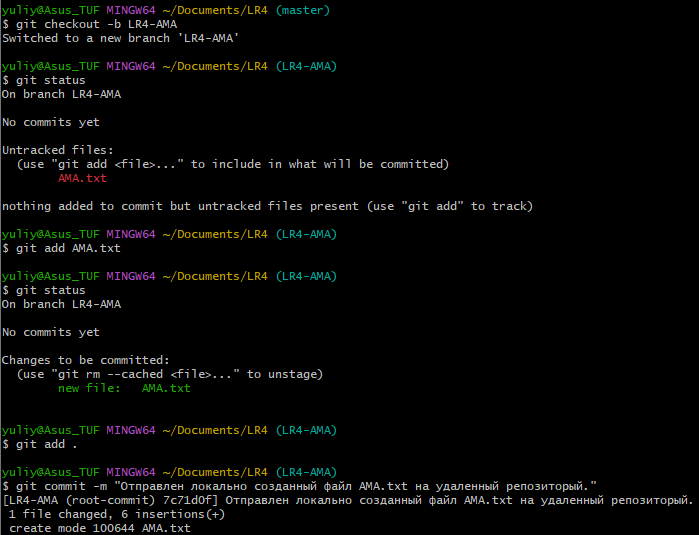 yuliy@Asus_TUF MINGW64 ~/Documents/LR4 (master)
$ git checkout -b LR4-AMA
Switched to a new branch 'LR4-AMA'
yuliy@Asus_TUF MINGW64 ~/Documents/LR4 (LR4-AMA)
$ git status
On branch LR4-AMA
No commits yet
Untracked files:
(use "git add <file>..." to include in what will be committed)
AMA.txt
nothing added to commit but untracked files present (use "git add" to track)
yuliy@Asus_TUF MINGW64 ~/Documents/LR4 (LR4-AMA)
$ git add AMA.txt
yuliy@Asus_TUF MINGW64 ~/Documents/LR4 (LR4-AMA)
$ git status
On branch LR4-AMA
No commits yet
Changes to be committed:
(use "git rm --cached <file>..." to unstage)
new file:   AMA.txt
yuliy@Asus_TUF MINGW64 ~/Documents/LR4 (LR4-AMA)
$ git add .
yuliy@Asus_TUF MINGW64 ~/Documents/LR4 (LR4-AMA)
$ git commit -m "Отправлен локально созданный файл AMA.txt на удаленный репозиторый."
[LR4-AMA (root-commit) 7c71d0f] Отправлен локально созданный файл AMA.txt на удаленный репозиторый.
1 file changed, 6 insertions(+)
create mode 100644 AMA.txt